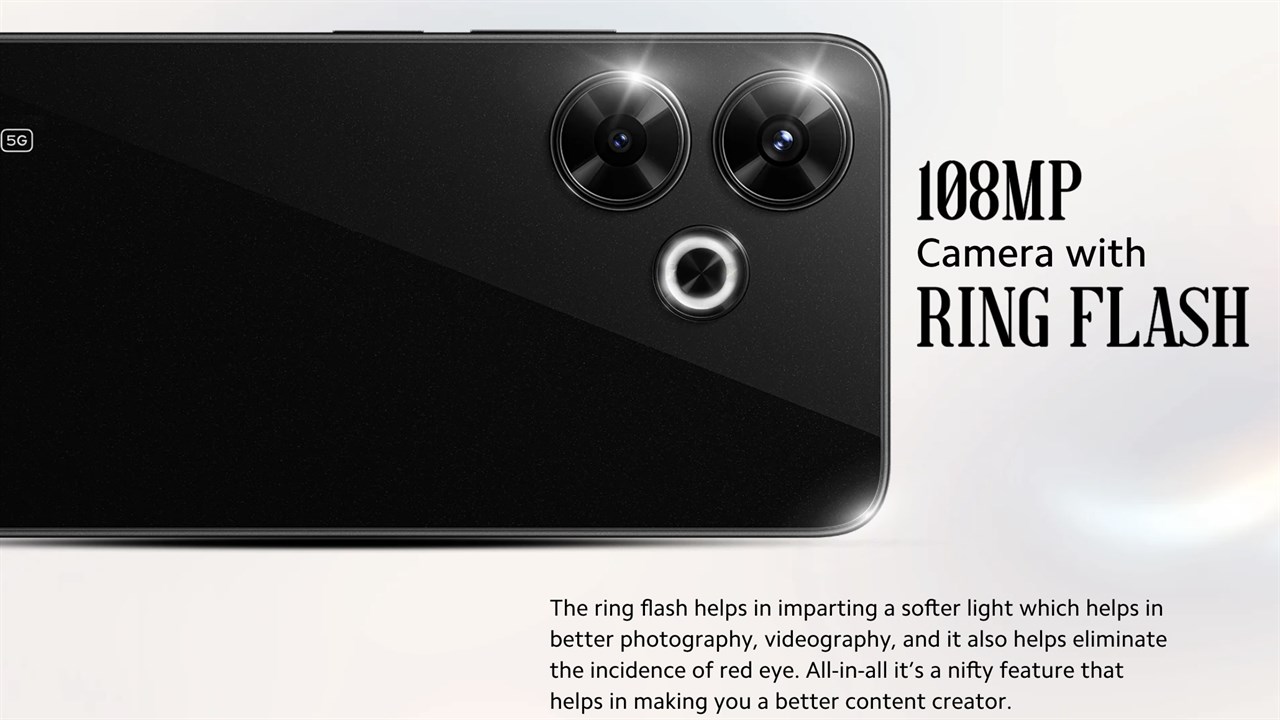 5G
108MP
Camera with
RING FLASH
The ring flash helps in imparting a softer light which helps in
better photography, videography, and it also helps eliminate
the incidence of red eye. All-in-all it’s a nifty feature that
helps in making you a better content creator.